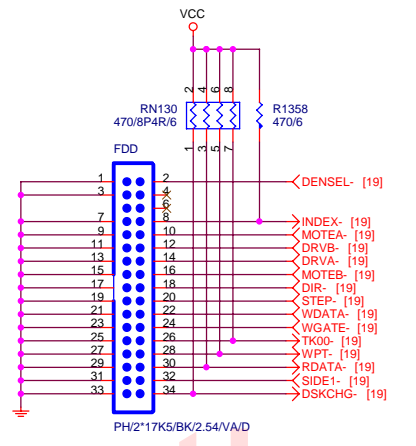 VCC
2 4 6 8
RN130
470/8P4R/6
R1358
470/6
1 3 5 7
FDD
1 2 DENSEL- [19]
3 4
6
7 8 INDEX- [19]
9 10 MOTEA- [19]
11 12 DRVB- [19]
13 14 DRVA- [19]
15 16 MOTEB- [19]
17 18 DIR- [19]
19 20 STEP- [19]
21 22 WDATA- [19]
23 24 WGATE- [19]
25 26 TK00- [19]
27 28 WPT- [19]
29 30 RDATA- [19]
31 32 SIDE1- [19]
33 34 DSKCHG- [19]
PH/2*17K5/BK/2.54/VA/D